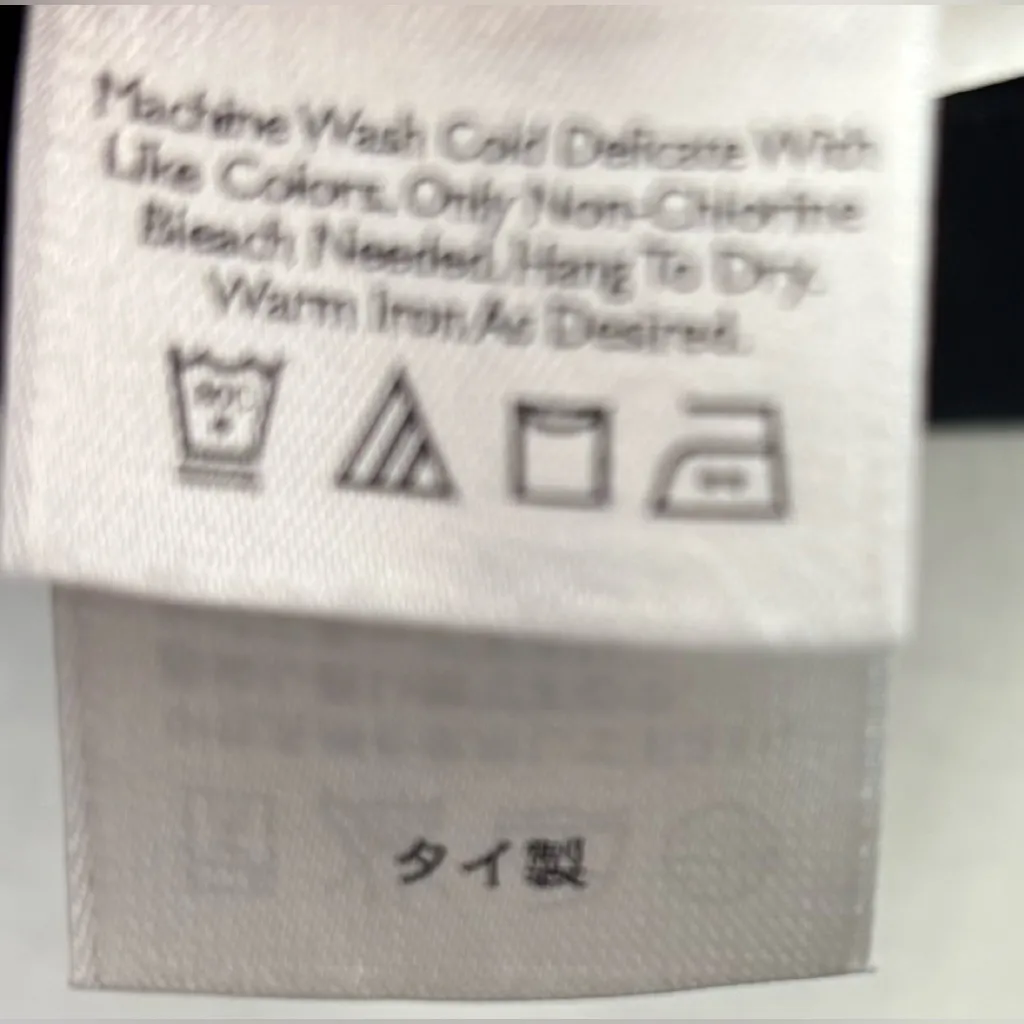 Machine Wash Cold Delicate With
Like Colors. Only Non-Chlorine
Bleach Needed. Hang To Dry.
Warm Iron As Desired.
タイ製